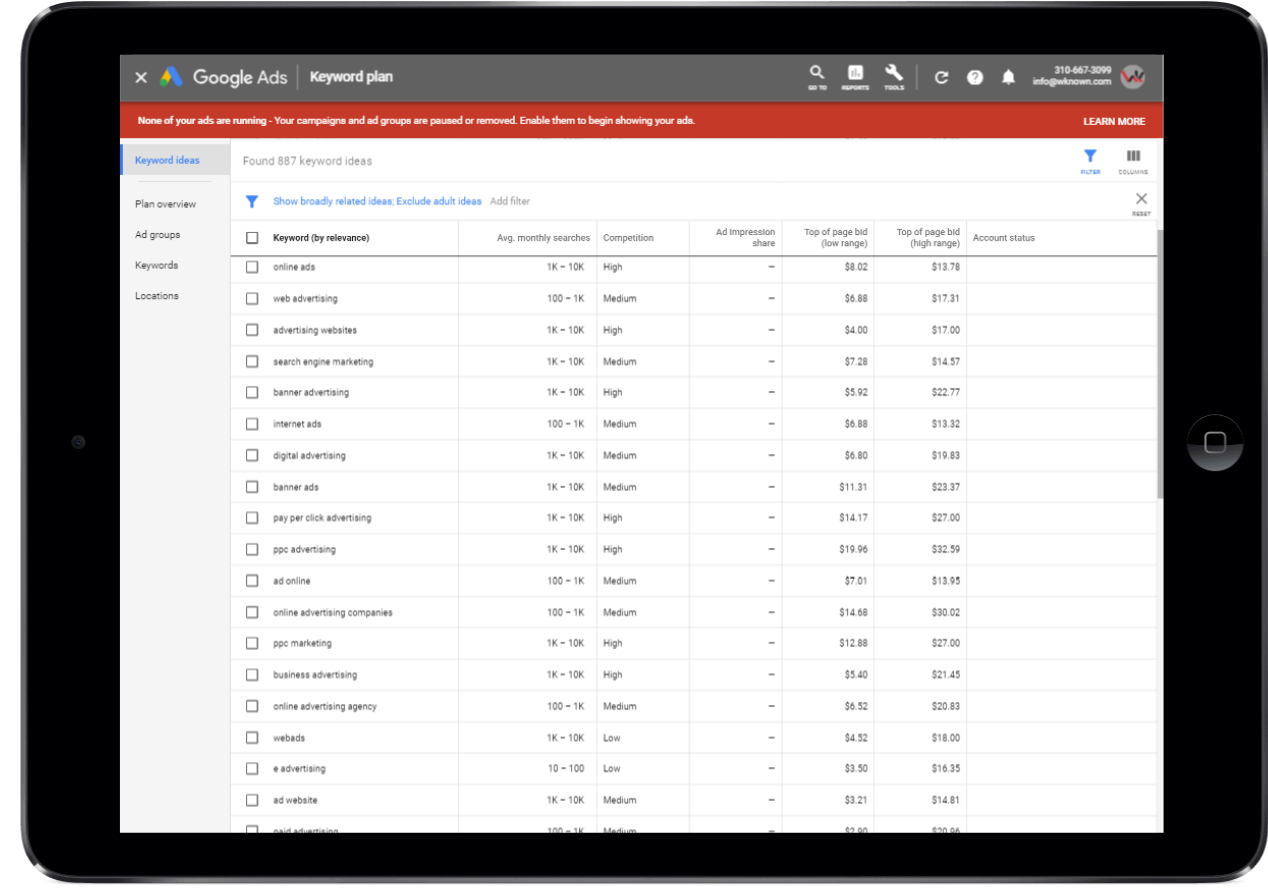 Google Ads Keyword plan
GO TO REPORTS TOOLS
310-667-3099
info@wknown.com
None of your ads are running - Your campaigns and ad groups are paused or removed. Enable them to begin showing your ads. LEARN MORE
Keyword ideas
Plan overview
Ad groups
Keywords
Locations
Found 887 keyword ideas FILTER COLUMNS
Show broadly related ideas; Exclude adult ideas Add filter RESET
Keyword (by relevance) Avg. monthly searches Competition Ad impression share Top of page bid (low range) Top of page bid (high range) Account status
online ads 1K – 10K High – $8.02 $13.78
web advertising 100 – 1K Medium – $6.88 $17.31
advertising websites 1K – 10K High – $4.00 $17.00
search engine marketing 1K – 10K Medium – $7.28 $14.57
banner advertising 1K – 10K High – $5.92 $22.77
internet ads 100 – 1K Medium – $6.88 $13.32
digital advertising 1K – 10K Medium – $6.80 $19.83
banner ads 1K – 10K Medium – $11.31 $23.37
pay per click advertising 1K – 10K High – $14.17 $27.00
ppc advertising 1K – 10K High – $19.96 $32.59
ad online 100 – 1K Medium – $7.01 $13.95
online advertising companies 100 – 1K Medium – $14.68 $30.02
ppc marketing 1K – 10K High – $12.88 $27.00
business advertising 1K – 10K High – $5.40 $21.45
online advertising agency 100 – 1K Medium – $6.52 $20.83
webads 1K – 10K Low – $4.52 $18.00
e advertising 10 – 100 Low – $3.50 $16.35
ad website 1K – 10K Medium – $3.21 $14.81
paid advertising 100 – 1K Medium – $2.90 $20.96